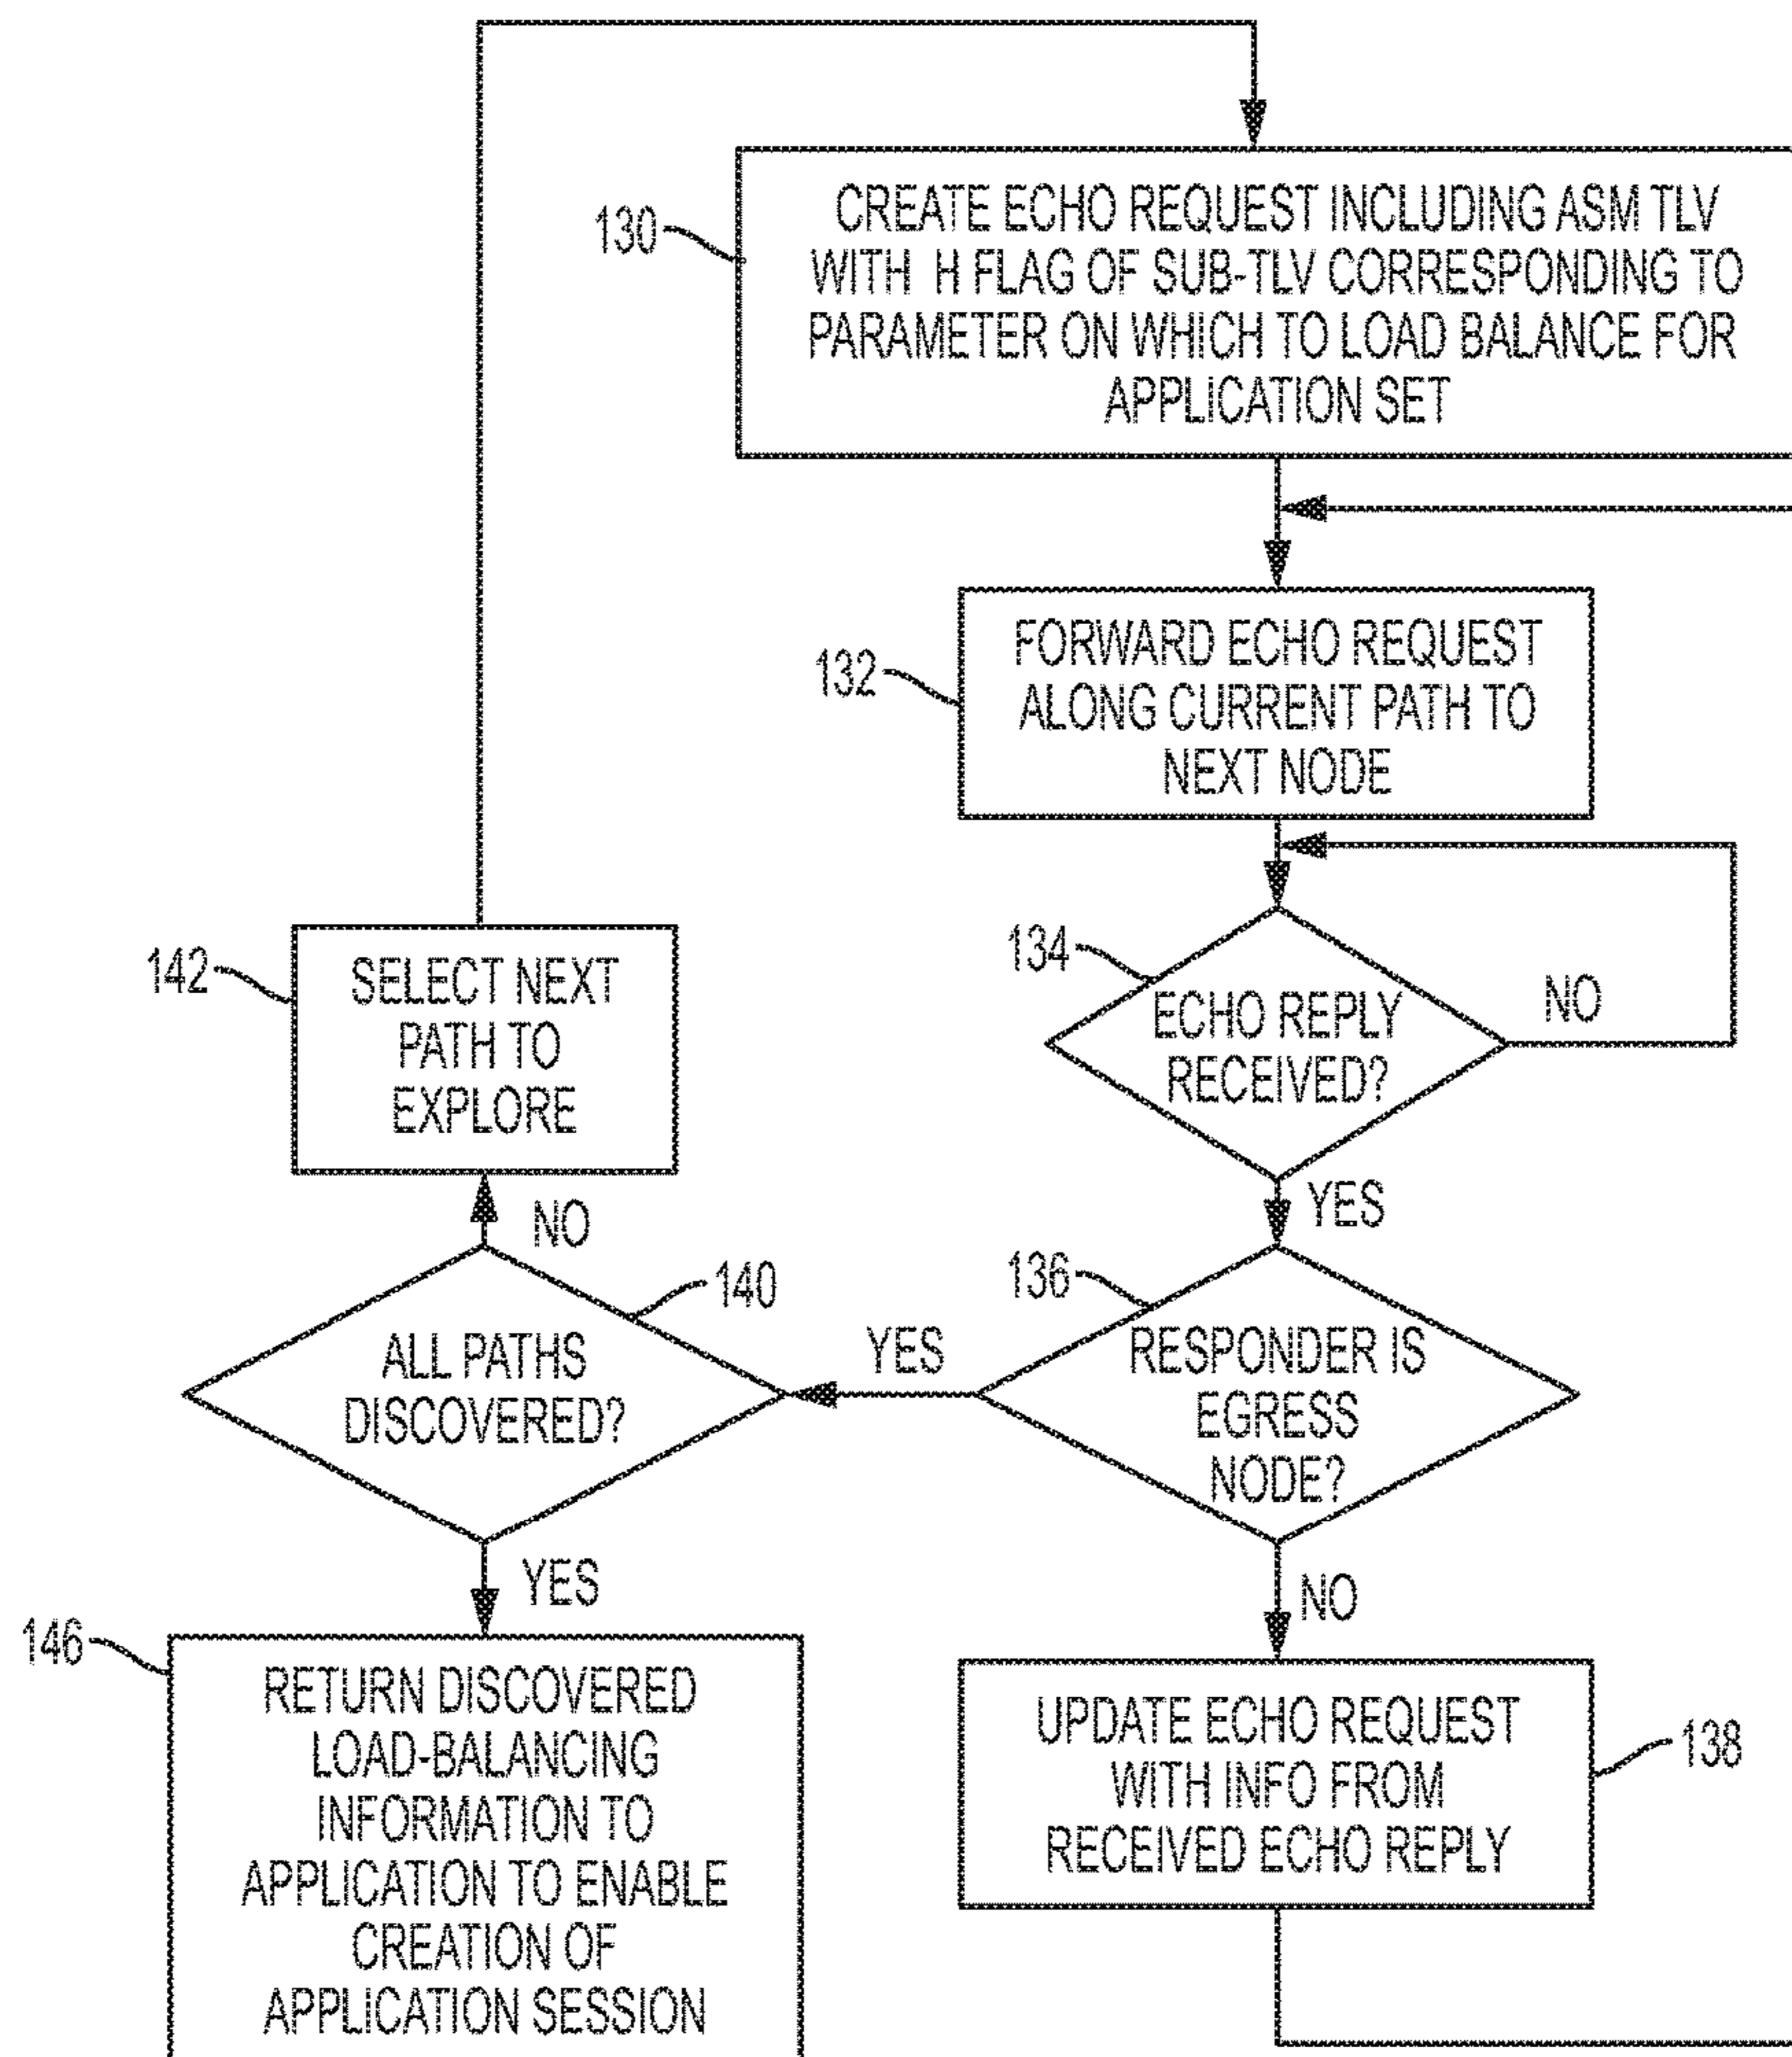 130
CREATE ECHO REQUEST INCLUDING ASM TLV
WITH H FLAG OF SUB-TLV CORRESPONDING TO
PARAMETER ON WHICH TO LOAD BALANCE FOR
APPLICATION SET
132
FORWARD ECHO REQUEST
ALONG CURRENT PATH TO
NEXT NODE
134
ECHO REPLY
RECEIVED?
NO
YES
142
SELECT NEXT
PATH TO
EXPLORE
NO
140
ALL PATHS
DISCOVERED?
YES
136
RESPONDER IS
EGRESS
NODE?
YES
NO
146
RETURN DISCOVERED
LOAD-BALANCING
INFORMATION TO
APPLICATION TO ENABLE
CREATION OF
APPLICATION SESSION
138
UPDATE ECHO REQUEST
WITH INFO FROM
RECEIVED ECHO REPLY